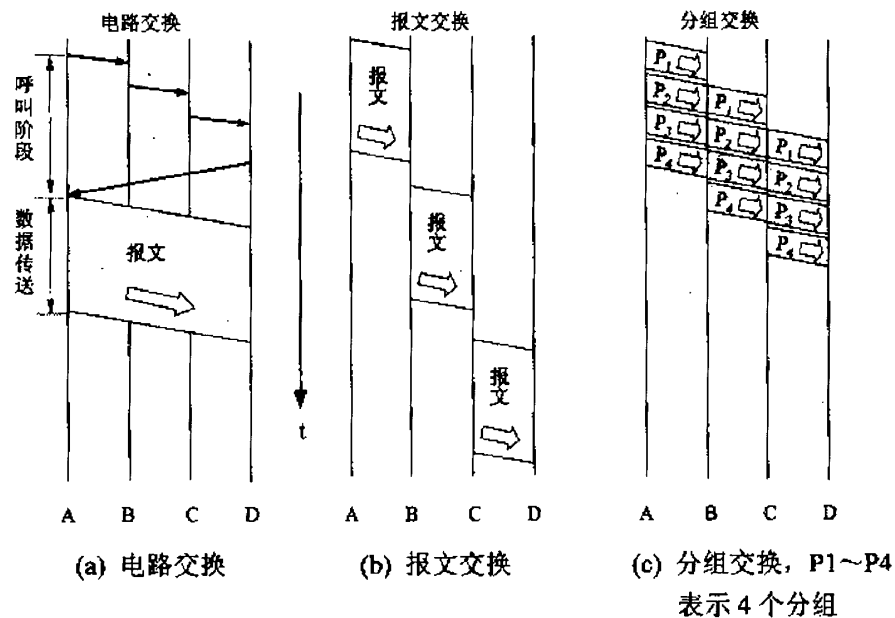 电路交换
报文交换
分组交换
呼叫阶段
数据传送
报文
报文
报文
报文
P1
P2
P3
P4
P1
P2
P3
P4
P1
P2
P3
P4
t
A B C D
A B C D
A B C D
(a) 电路交换
(b) 报文交换
(c) 分组交换，P1～P4
表示 4 个分组